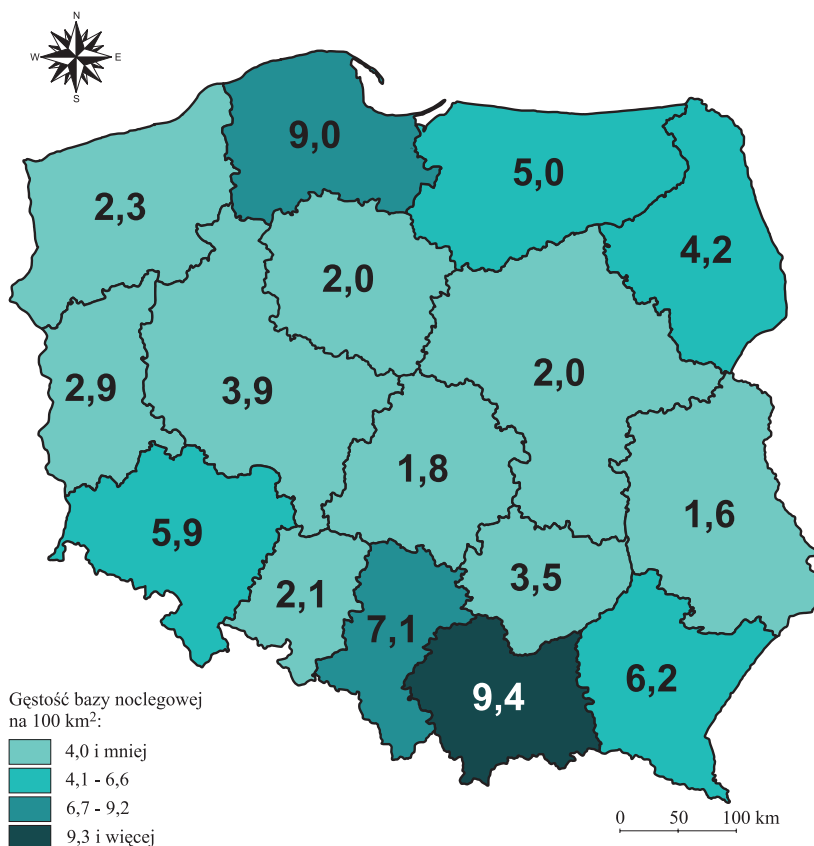 N
W E
S
9,0
5,0
2,3
4,2
2,0
2,9
3,9
2,0
1,8
1,6
5,9
3,5
2,1
7,1
6,2
9,4
Gęstość bazy noclegowej
na 100 km²:
4,0 i mniej
4,1 - 6,6
6,7 - 9,2
9,3 i więcej
0 50 100 km